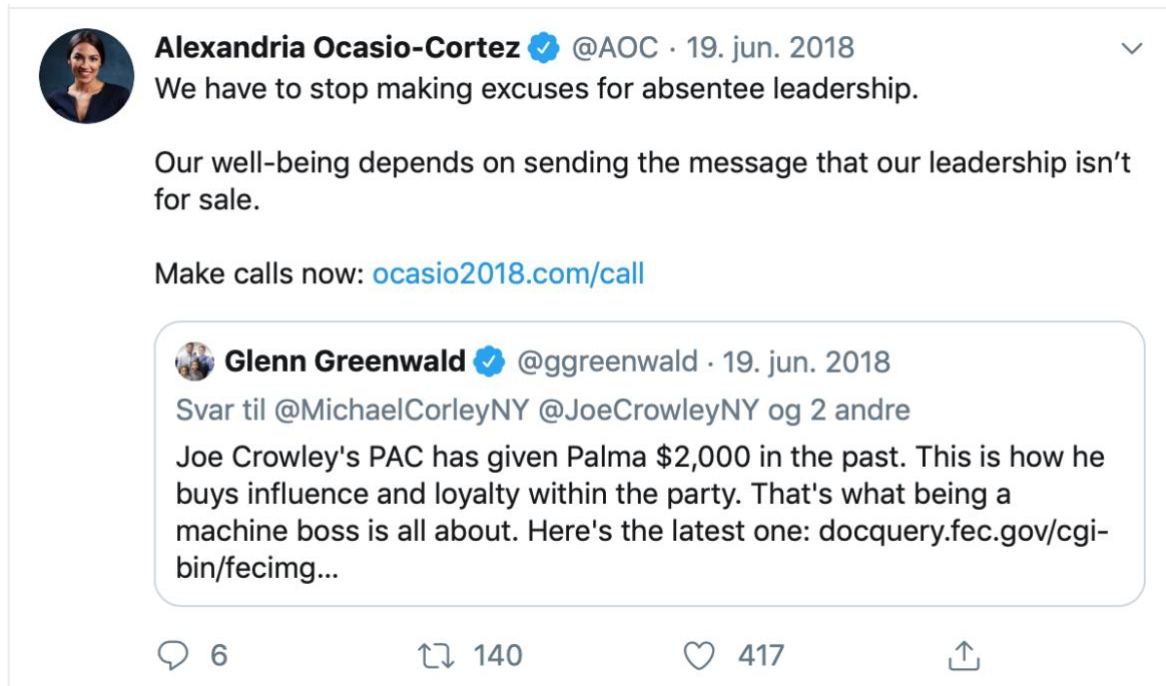 Alexandria Ocasio-Cortez @AOC · 19. jun. 2018
We have to stop making excuses for absentee leadership.
Our well-being depends on sending the message that our leadership isn’t
for sale.
Make calls now: ocasio2018.com/call
Glenn Greenwald @ggreenwald · 19. jun. 2018
Svar til @MichaelCorleyNY @JoeCrowleyNY og 2 andre
Joe Crowley's PAC has given Palma $2,000 in the past. This is how he
buys influence and loyalty within the party. That's what being a
machine boss is all about. Here's the latest one: docquery.fec.gov/cgi-
bin/fecimg...
6 140 417